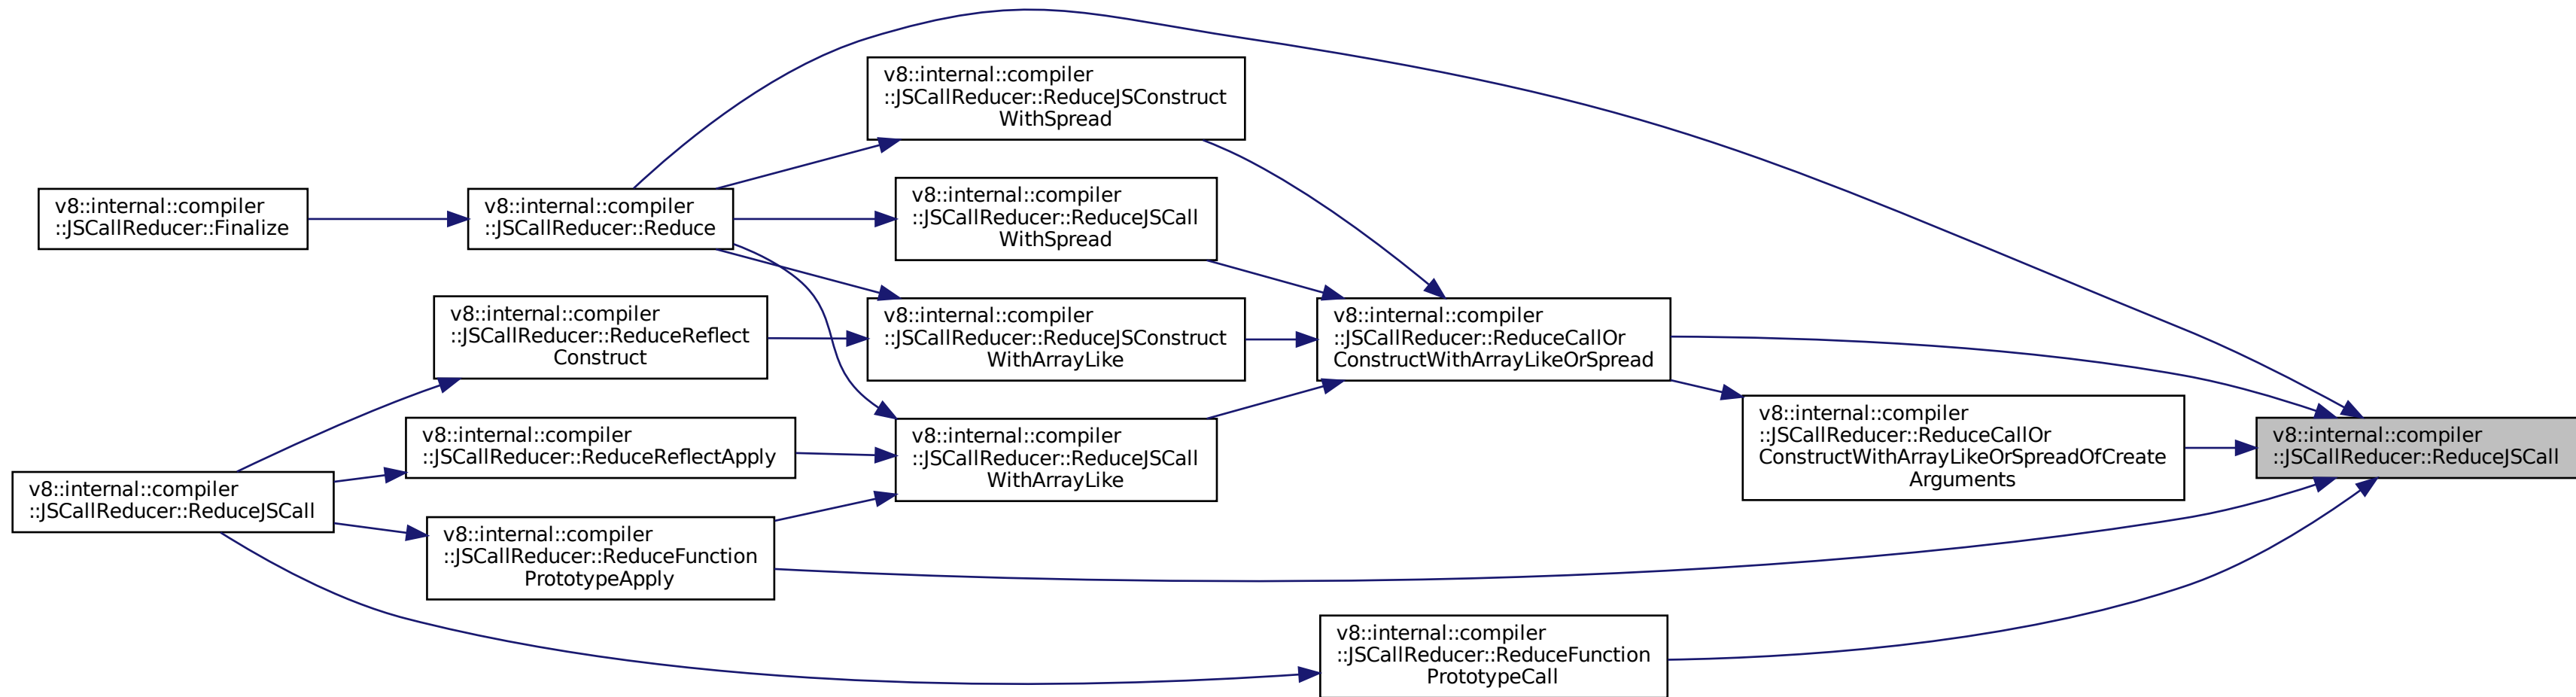 v8::internal::compiler
::JSCallReducer::ReduceJSConstruct
WithSpread
v8::internal::compiler
::JSCallReducer::Finalize
v8::internal::compiler
::JSCallReducer::Reduce
v8::internal::compiler
::JSCallReducer::ReduceJSCall
WithSpread
v8::internal::compiler
::JSCallReducer::ReduceReflect
Construct
v8::internal::compiler
::JSCallReducer::ReduceJSConstruct
WithArrayLike
v8::internal::compiler
::JSCallReducer::ReduceCallOr
ConstructWithArrayLikeOrSpread
v8::internal::compiler
::JSCallReducer::ReduceReflectApply
v8::internal::compiler
::JSCallReducer::ReduceJSCall
WithArrayLike
v8::internal::compiler
::JSCallReducer::ReduceCallOr
ConstructWithArrayLikeOrSpreadOfCreate
Arguments
v8::internal::compiler
::JSCallReducer::ReduceJSCall
v8::internal::compiler
::JSCallReducer::ReduceJSCall
v8::internal::compiler
::JSCallReducer::ReduceFunction
PrototypeApply
v8::internal::compiler
::JSCallReducer::ReduceFunction
PrototypeCall